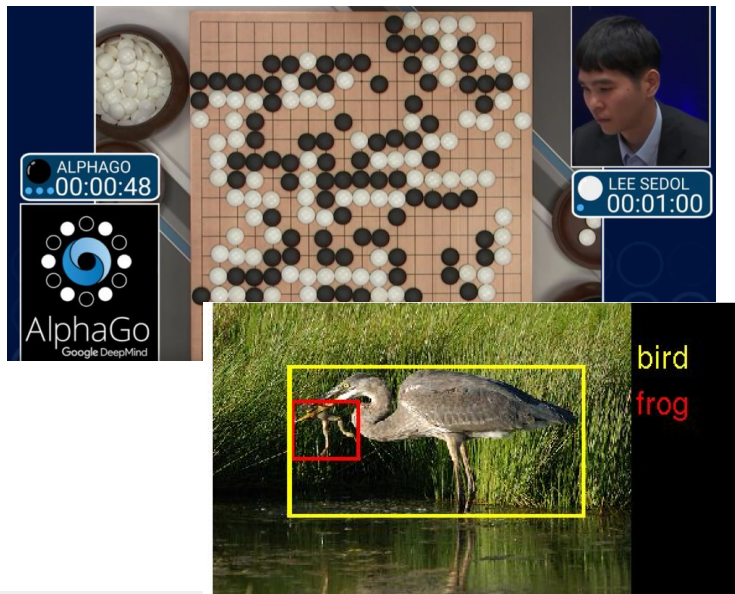 ALPHAGO
00:00:48
LEE SEDOL
00:01:00
AlphaGo
Google DeepMind
bird
frog